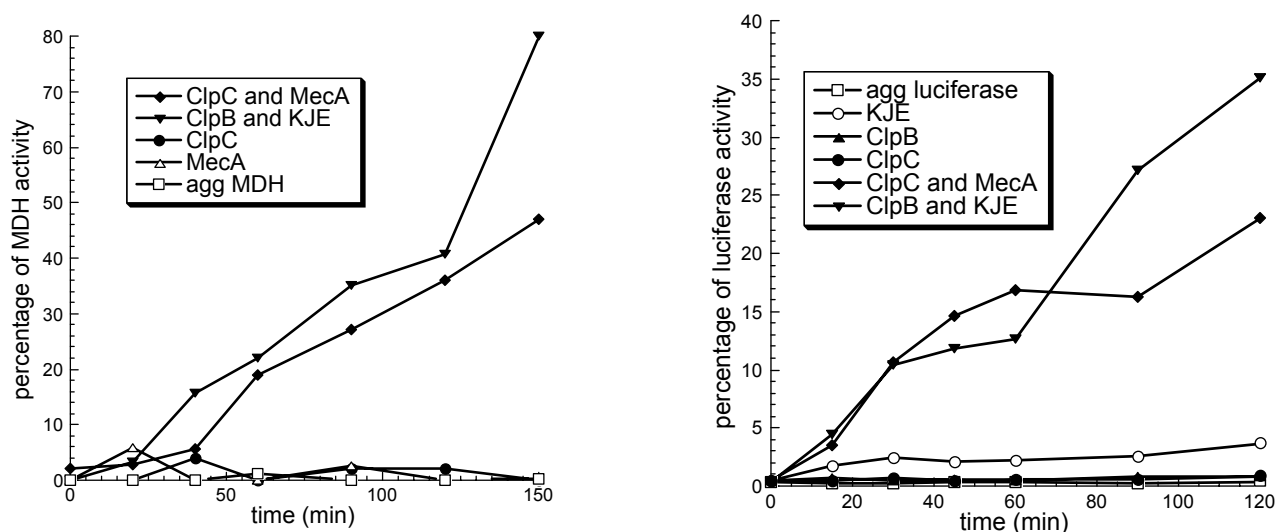 percentage of MDH activity
80
70
60
50
40
30
20
10
0
0
50
100
150
time (min)
ClpC and MecA
ClpB and KJE
ClpC
MecA
agg MDH
percentage of luciferase activity
40
35
30
25
20
15
10
5
0
0
20
40
60
80
100
120
time (min)
agg luciferase
KJE
ClpB
ClpC
ClpC and MecA
ClpB and KJE